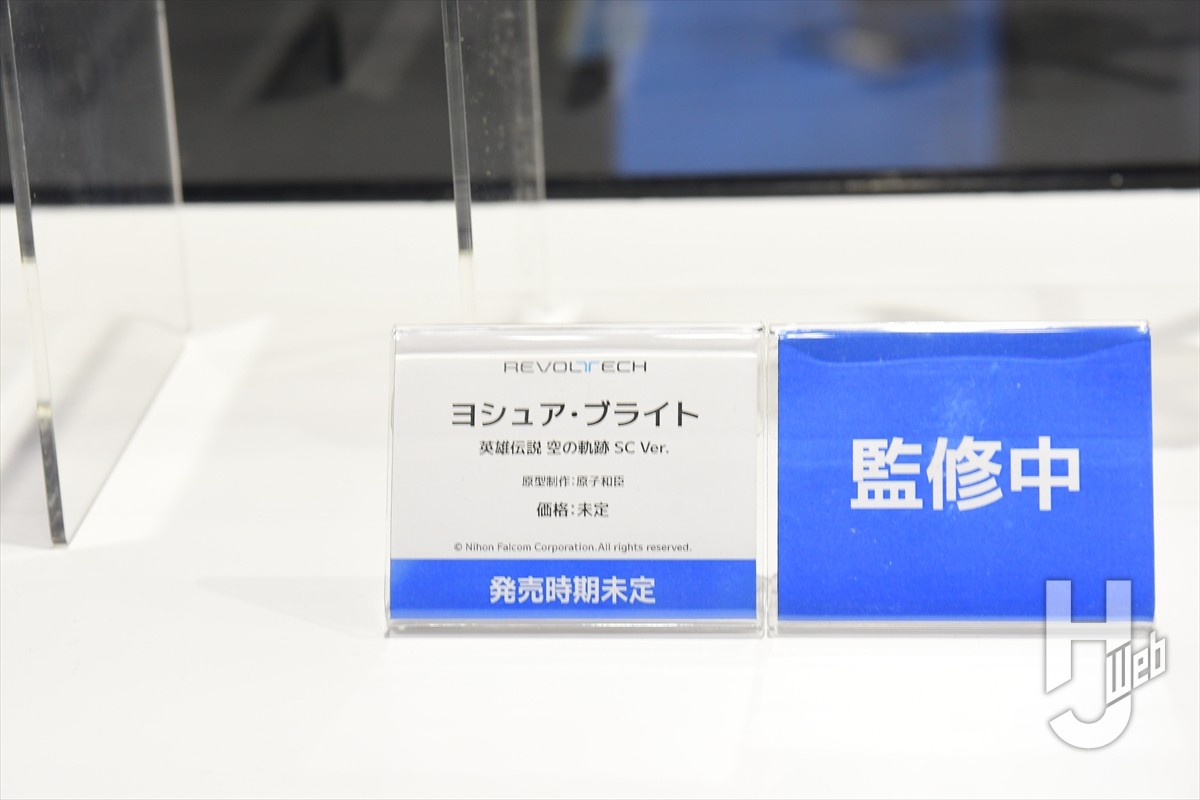 REVOLTECH
ヨシュア・ブライト
英雄伝説 空の軌跡 SC Ver.
原型制作：原子和臣
価格：未定
© Nihon Falcom Corporation.All rights reserved.
発売時期未定
監修中
HJ Web